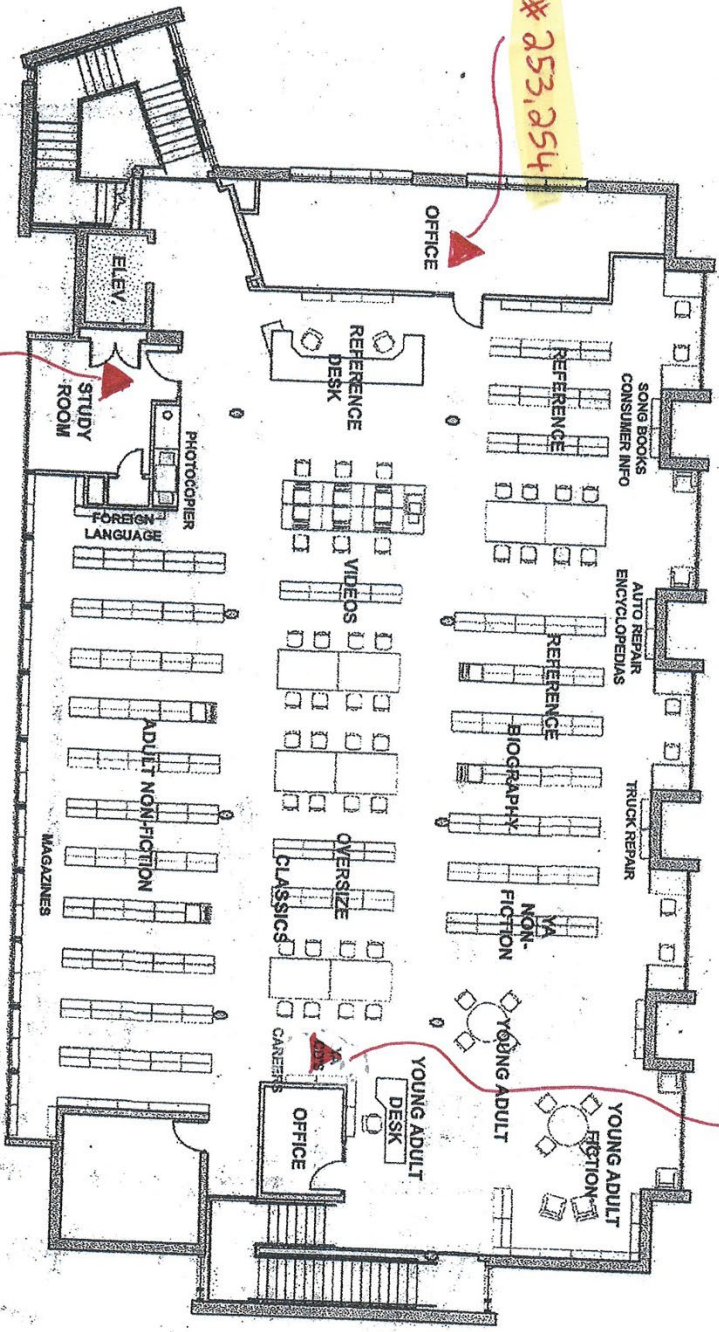 # 253,254
OFFICE
ELEV.
STUDY
ROOM
PHOTOCOPIER
REFERENCE
DESK
REFERENCE
SONG BOOKS
CONSUMER INFO
FOREIGN
LANGUAGE
VIDEOS
REFERENCE
AUTO REPAIR
ENCYCLOPEDIAS
ADULT NON-FICTION
BIOGRAPHY
TRUCK REPAIR
MAGAZINES
OVERSIZE
CLASSICS
YA
NON-
FICTION
CAREERS
OFFICE
YOUNG ADULT
DESK
YOUNG ADULT
YOUNG ADULT
FICTION